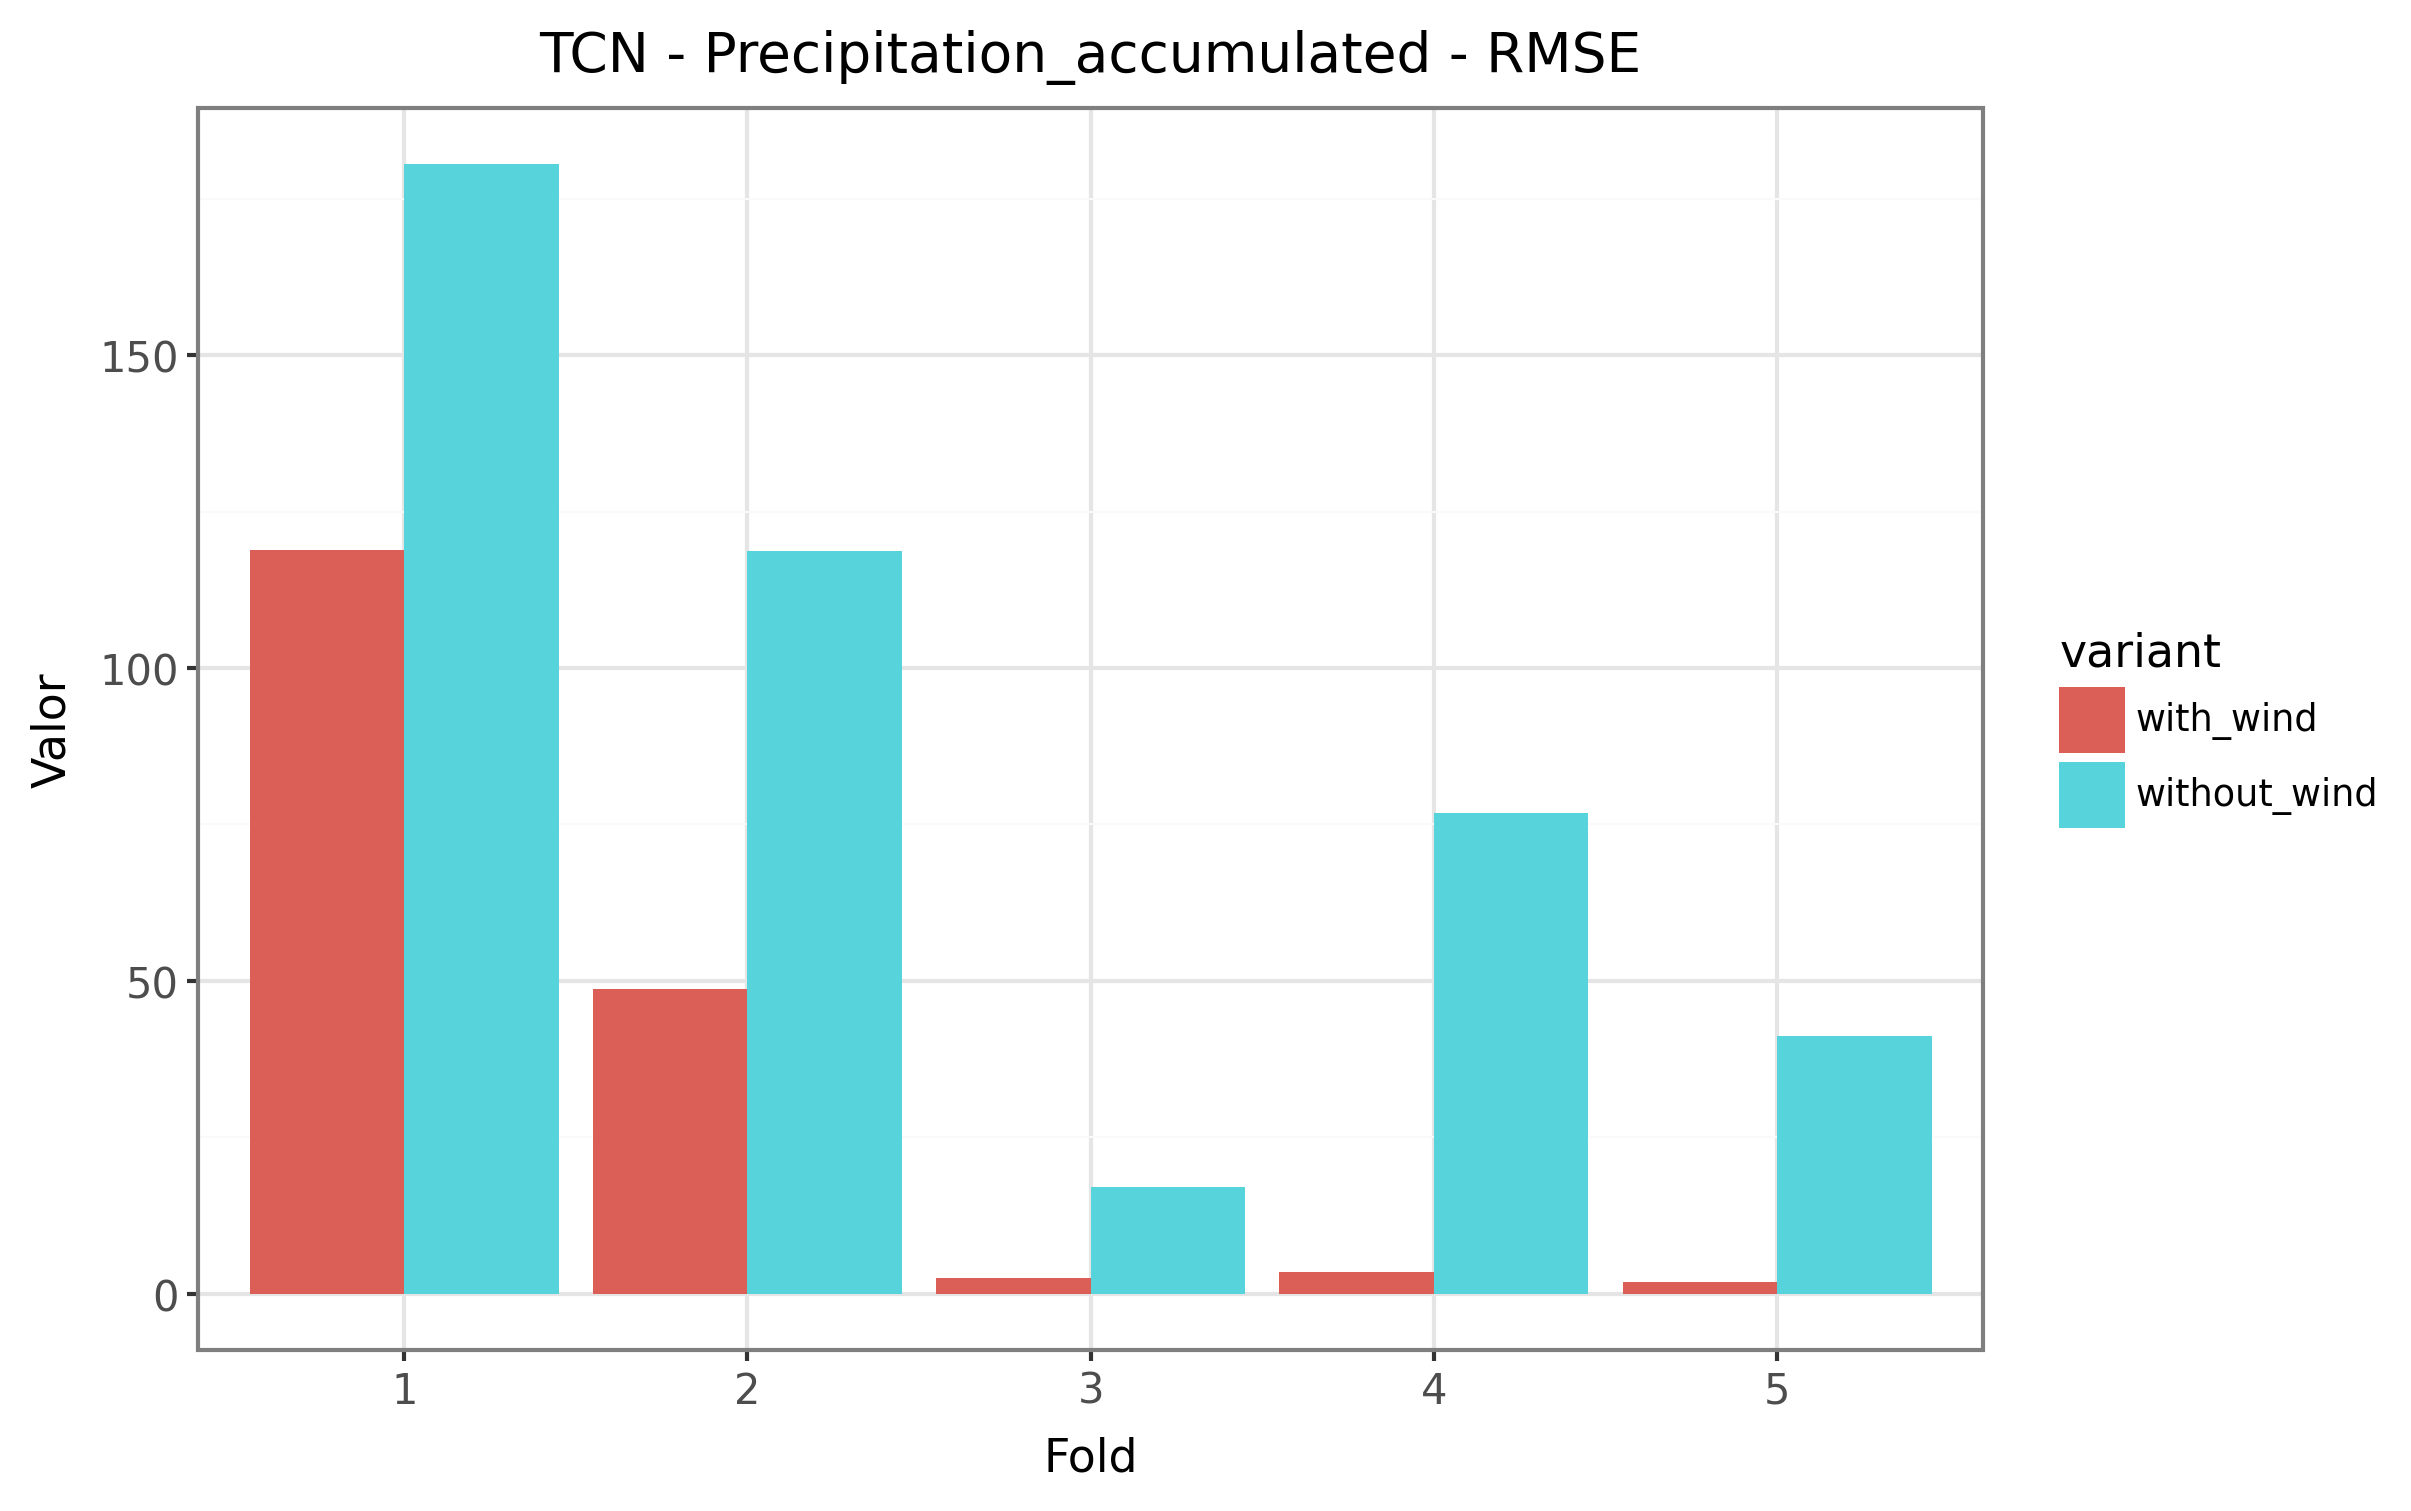 TCN - Precipitation_accumulated - RMSE
Valor
150
100
50
0
1 2 3 4 5
Fold
variant
with_wind
without_wind